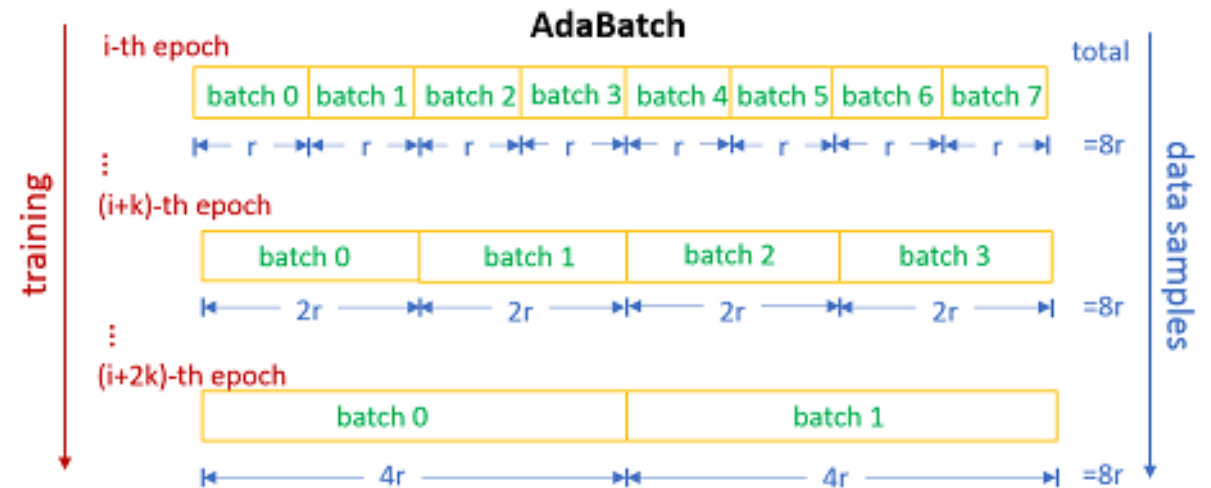 AdaBatch
i-th epoch
total
batch 0 batch 1 batch 2 batch 3 batch 4 batch 5 batch 6 batch 7
r r r r r r r r =8r
...
(i+k)-th epoch
batch 0 batch 1 batch 2 batch 3
2r 2r 2r 2r =8r
...
(i+2k)-th epoch
batch 0 batch 1
4r 4r =8r
training
data samples